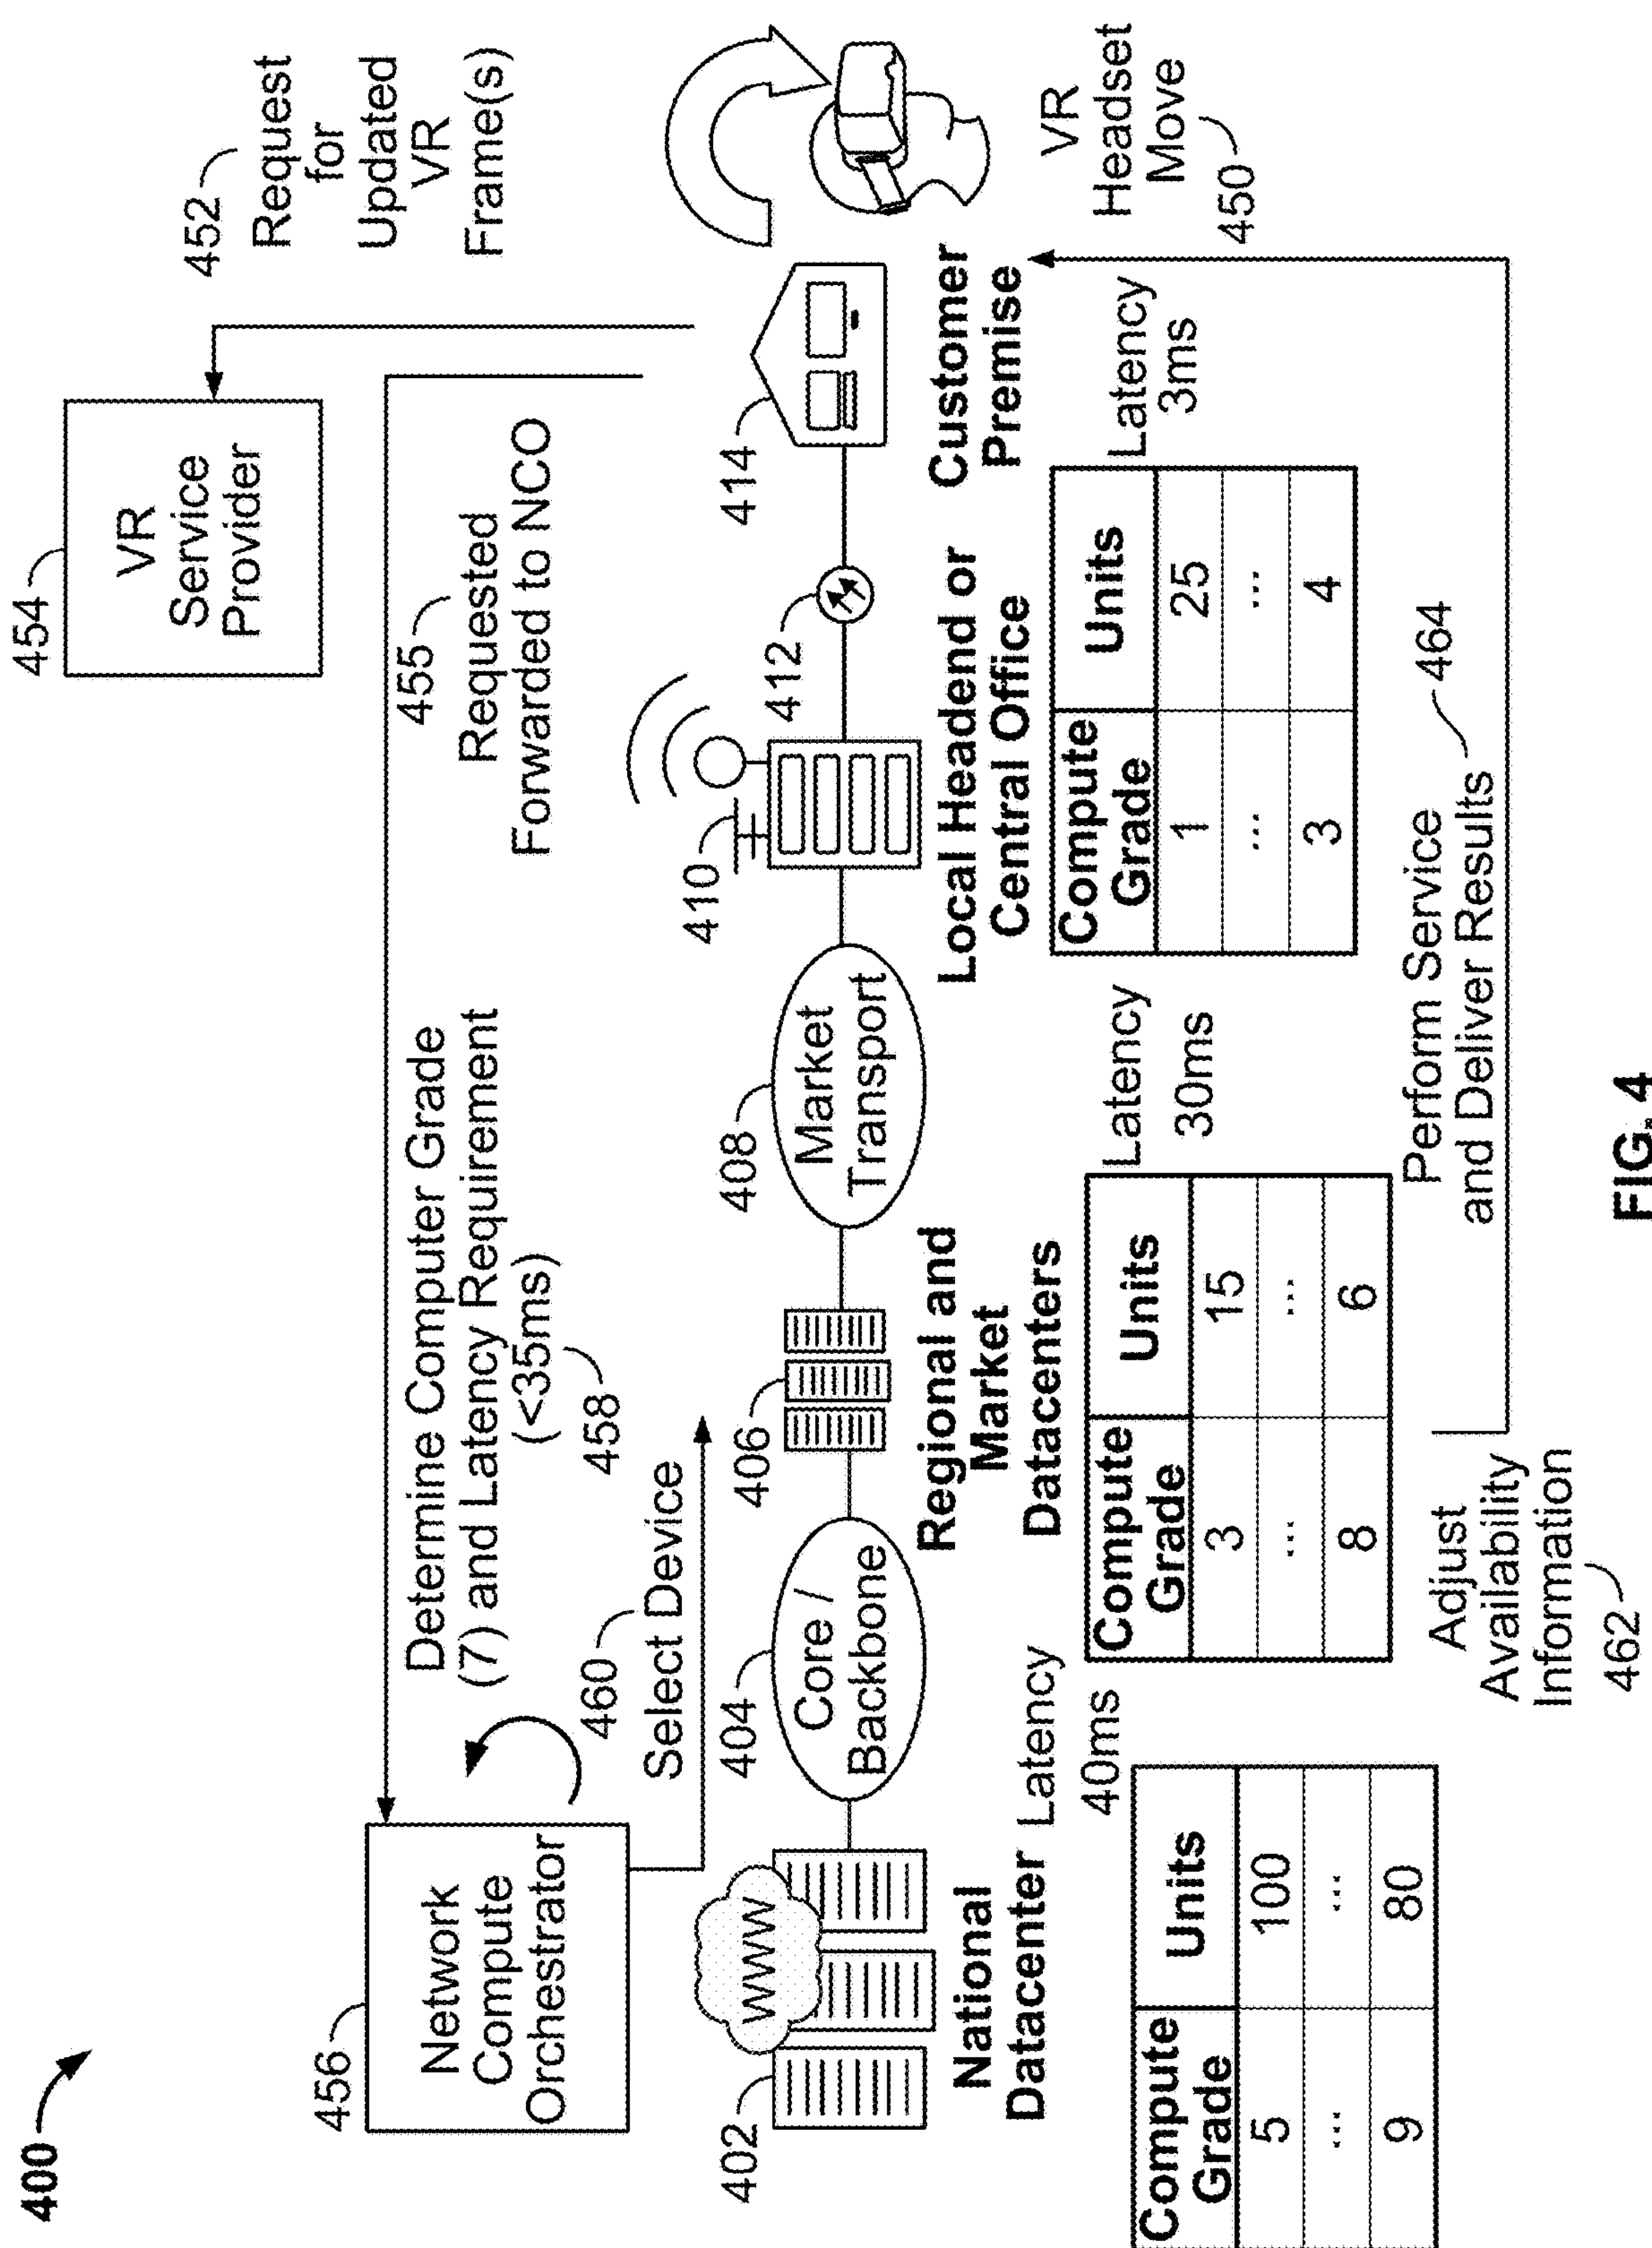 400
454
VR
Service
Provider
452
Request
for
Updated
VR
Frame(s)
456
Network
Compute
Orchestrator
455
Requested
Forwarded to NCO
Determine Computer Grade
(7) and Latency Requirement
(<35ms)
458
460
Select Device
402
WWW
404
Core /
Backbone
406
408
Market
Transport
410
412
414
National
Datacenter
Regional and
Market
Datacenters
Local Headend or
Central Office
Customer
Premise
VR
Headset
Move
450
Latency
40ms
Latency
30ms
Latency
3ms
Compute
Grade
Units
5
100
...
...
9
80
Compute
Grade
Units
3
15
...
...
8
6
Compute
Grade
Units
1
25
...
...
3
4
Adjust
Availability
Information
462
Perform Service
and Deliver Results
464
FIG. 4